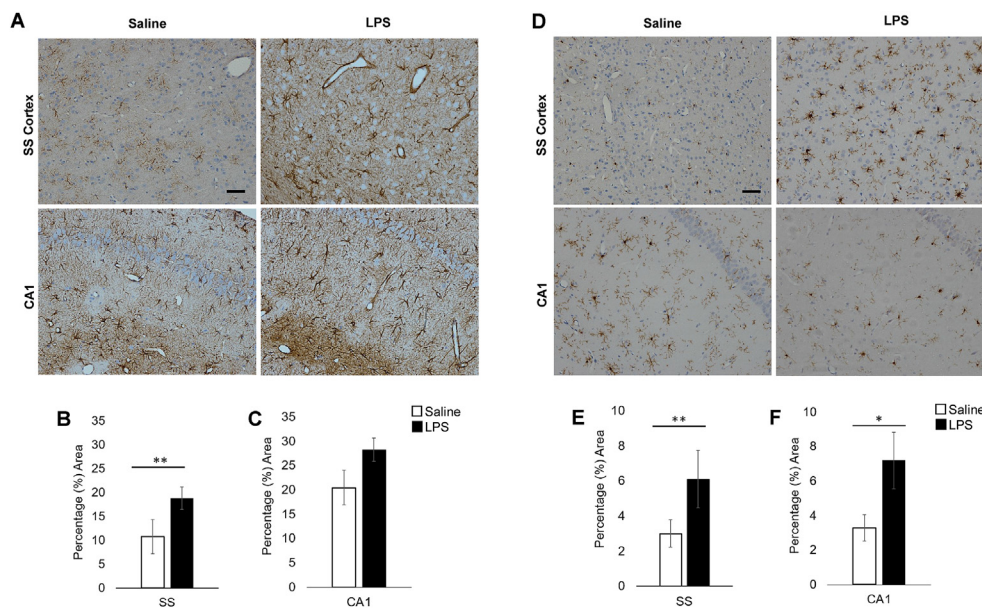 A
Saline
LPS
SS Cortex
CA1
D
Saline
LPS
SS Cortex
CA1
B
35
30
25
20
15
10
5
0
Percentage (%) Area
**
SS
C
35
30
25
20
15
10
5
0
Percentage (%) Area
CA1
Saline
LPS
E
10
8
6
4
2
0
Percentage (%) Area
**
SS
F
10
8
6
4
2
0
Percentage (%) Area
*
CA1
Saline
LPS